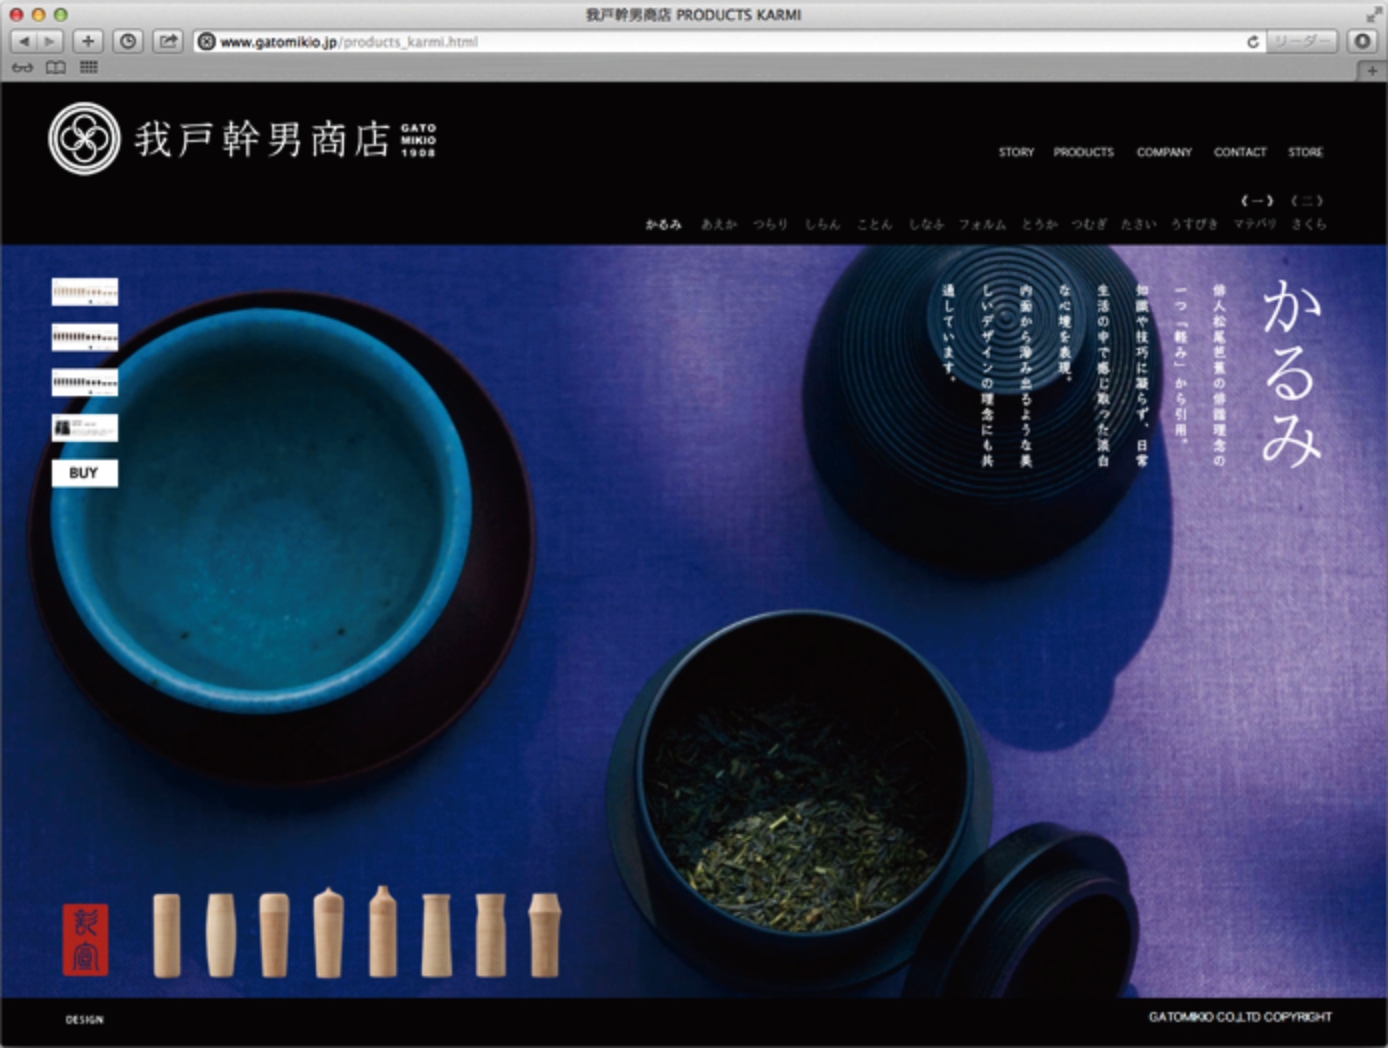 我戸幹男商店 PRODUCTS KARMI
www.gatomikio.jp/products_karmi.html
リーダー
我戸幹男商店
GATO
MIKIO
1908
STORY PRODUCTS COMPANY CONTACT STORE
《一》 《二》
かるみ あえか つらり しらん ことん しなふ フォルム とうか つむぎ たさい うすびき マテバリ さくら
かるみ
俳人松尾芭蕉の俳諧理念の
一つ「軽み」から引用。
知識や技巧に凝らず、日常
生活の中で感じ取った淡白
な心境を表現。
内面から滲み出るような美
しいデザインの理念にも共
通しています。
BUY
DESIGN
GATOMIKIO CO.,LTD COPYRIGHT